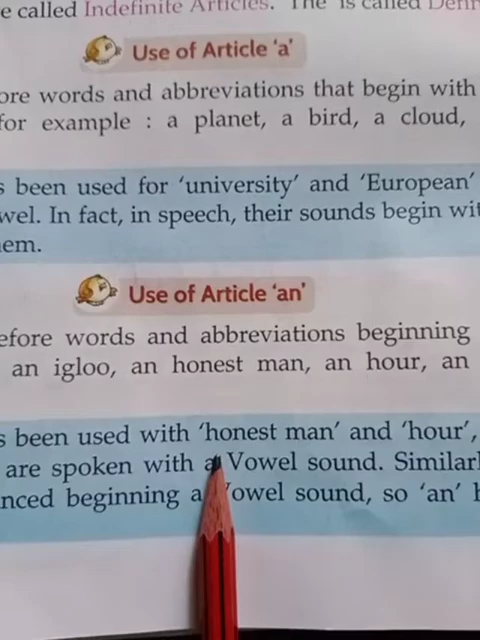 e called Indefinite Articles. The is called
Use of Article 'a'
ore words and abbreviations that begin with
for example : a planet, a bird, a cloud,
s been used for 'university' and 'European'
wel. In fact, in speech, their sounds begin wit
em.
Use of Article 'an'
efore words and abbreviations beginning
an igloo, an honest man, an hour, an
s been used with 'honest man' and 'hour',
are spoken with a Vowel sound. Similarl
nced beginning a Vowel sound, so 'an' h